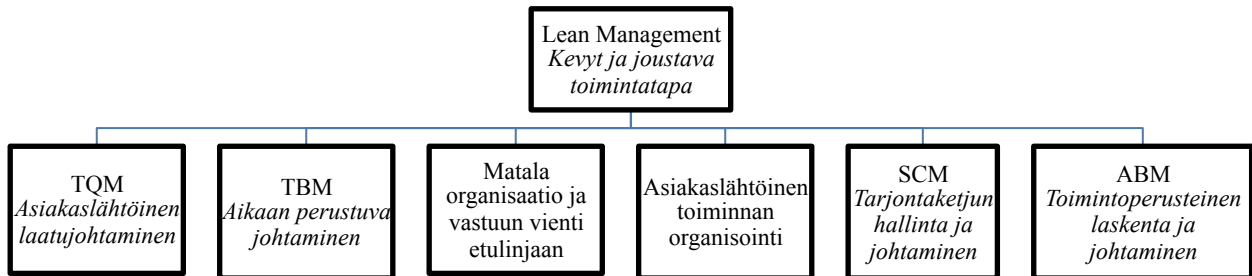 Lean Management
Kevyt ja joustava
toimintatapa
TQM
Asiakaslähtöinen
laatujohtaminen
TBM
Aikaan perustuva
johtaminen
Matala
organisaatio ja
vastuun vienti
etulinjaan
Asiakaslähtöinen
toiminnan
organisointi
SCM
Tarjontaketjun
hallinta ja
johtaminen
ABM
Toimintoperusteinen
laskenta ja
johtaminen